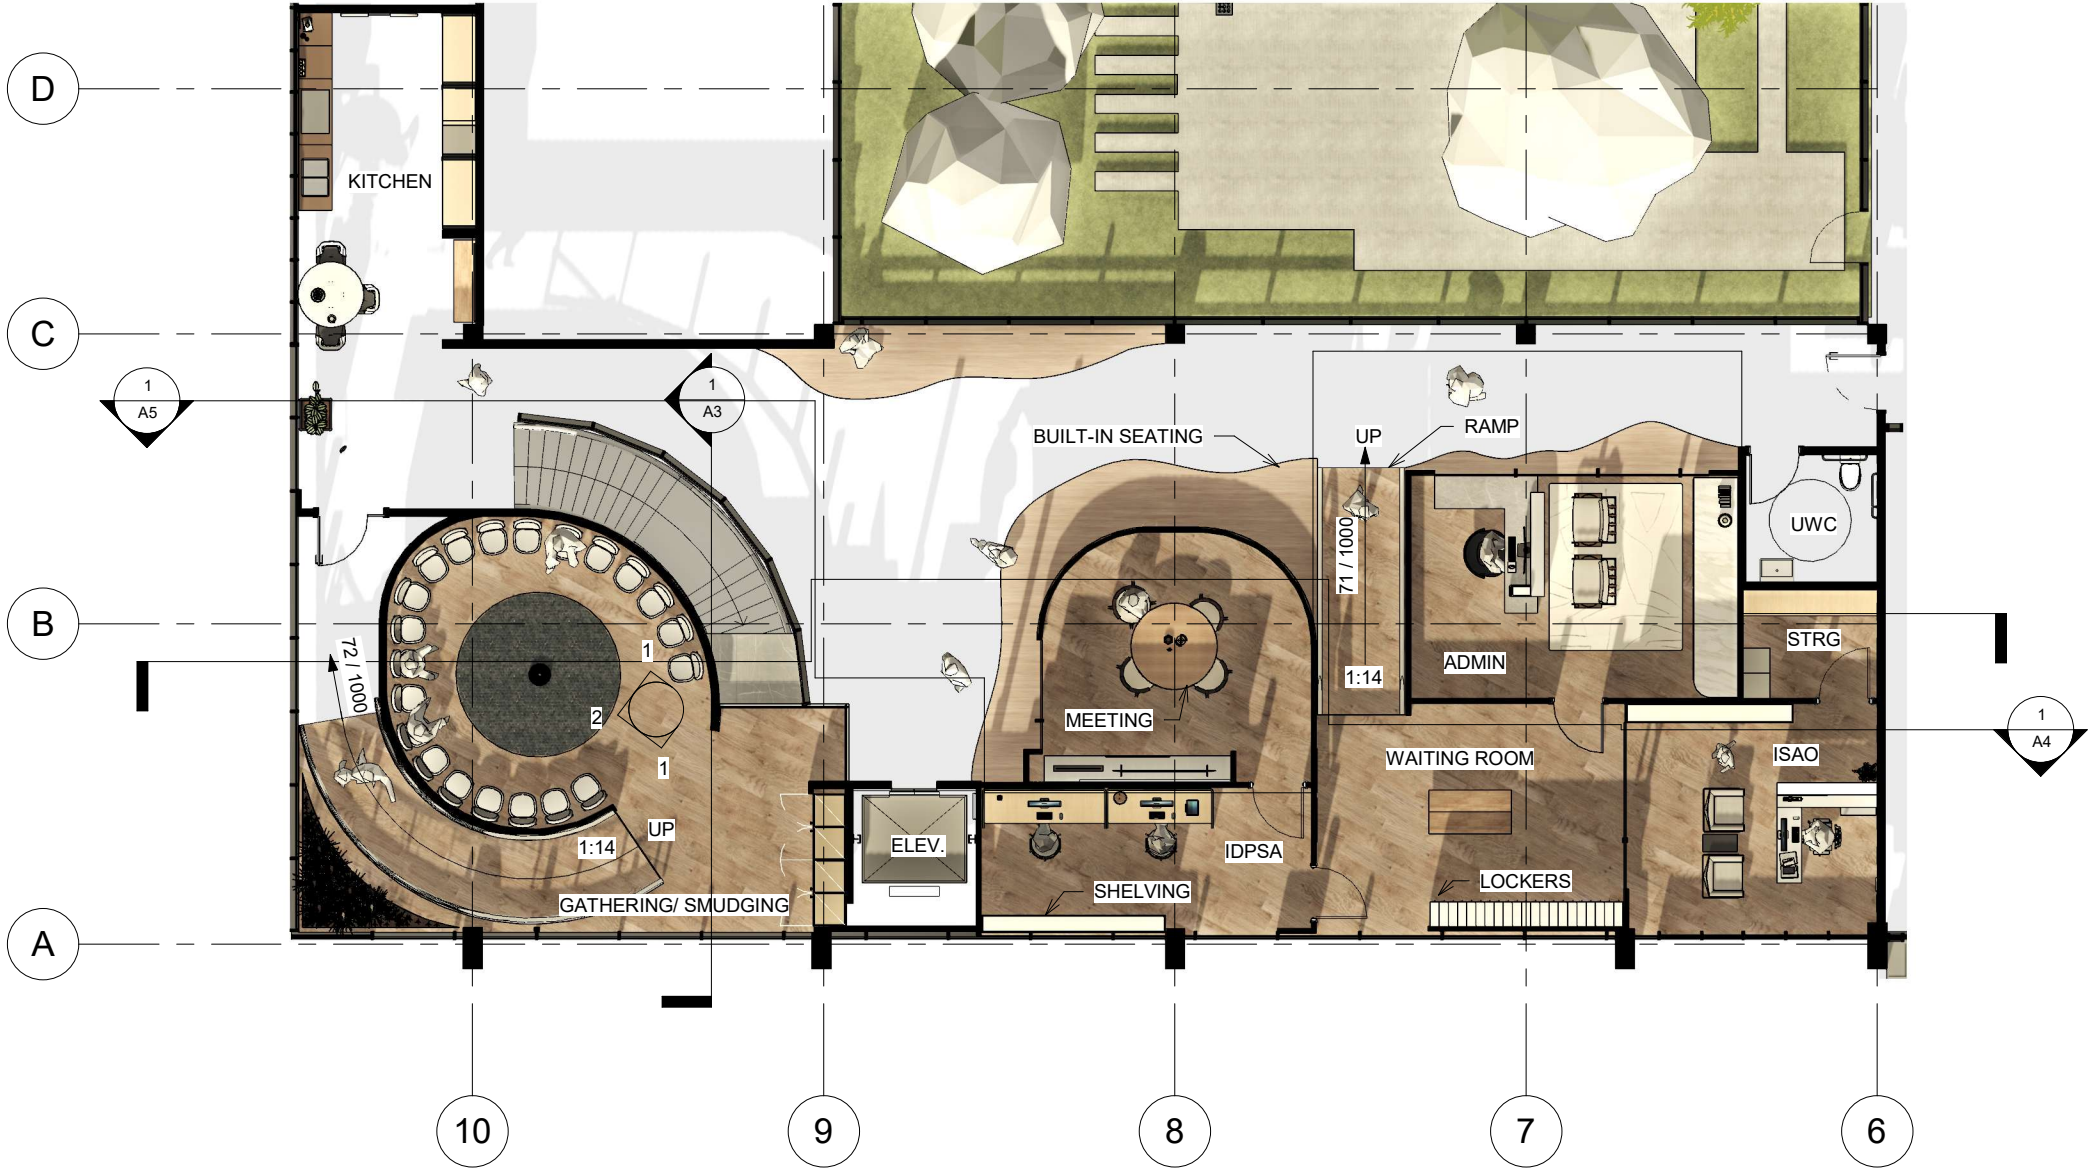 D
KITCHEN
C
1
A5
1
A3
BUILT-IN SEATING
UP
RAMP
71 / 1000
UWC
B
72 / 1000
1
2
1
STRG
ADMIN
1:14
MEETING
WAITING ROOM
ISAO
1
A4
UP
1:14
ELEV.
IDPSA
GATHERING/ SMUDGING
SHELVING
LOCKERS
A
10
9
8
7
6